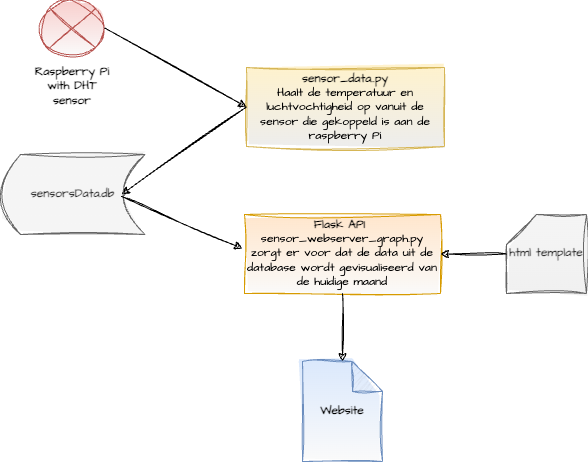 Raspberry Pi
with DHT
sensor
sensor_data.py
Haalt de temperatuur en
luchtvochtigheid op vanuit de
sensor die gekoppeld is aan de
raspberry Pi
sensorsData.db
Flask API
sensor_webserver_graph.py
zorgt er voor dat de data uit de
database wordt gevisualiseerd van
de huidige maand
html template
Website